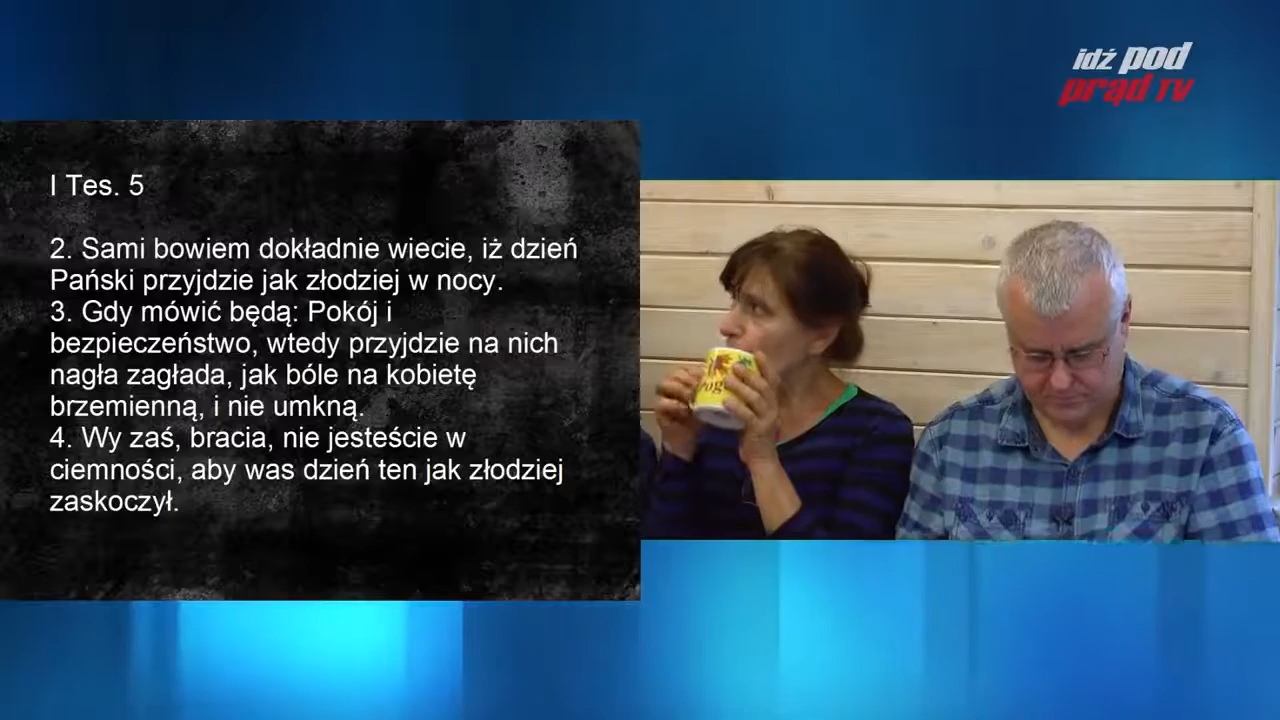 idź pod
prąd TV
I Tes. 5
2. Sami bowiem dokładnie wiecie, iż dzień
Pański przyjdzie jak złodziej w nocy.
3. Gdy mówić będą: Pokój i
bezpieczeństwo, wtedy przyjdzie na nich
nagła zagłada, jak bóle na kobietę
brzemienną, i nie umkną.
4. Wy zaś, bracia, nie jesteście w
ciemności, aby was dzień ten jak złodziej
zaskoczył.